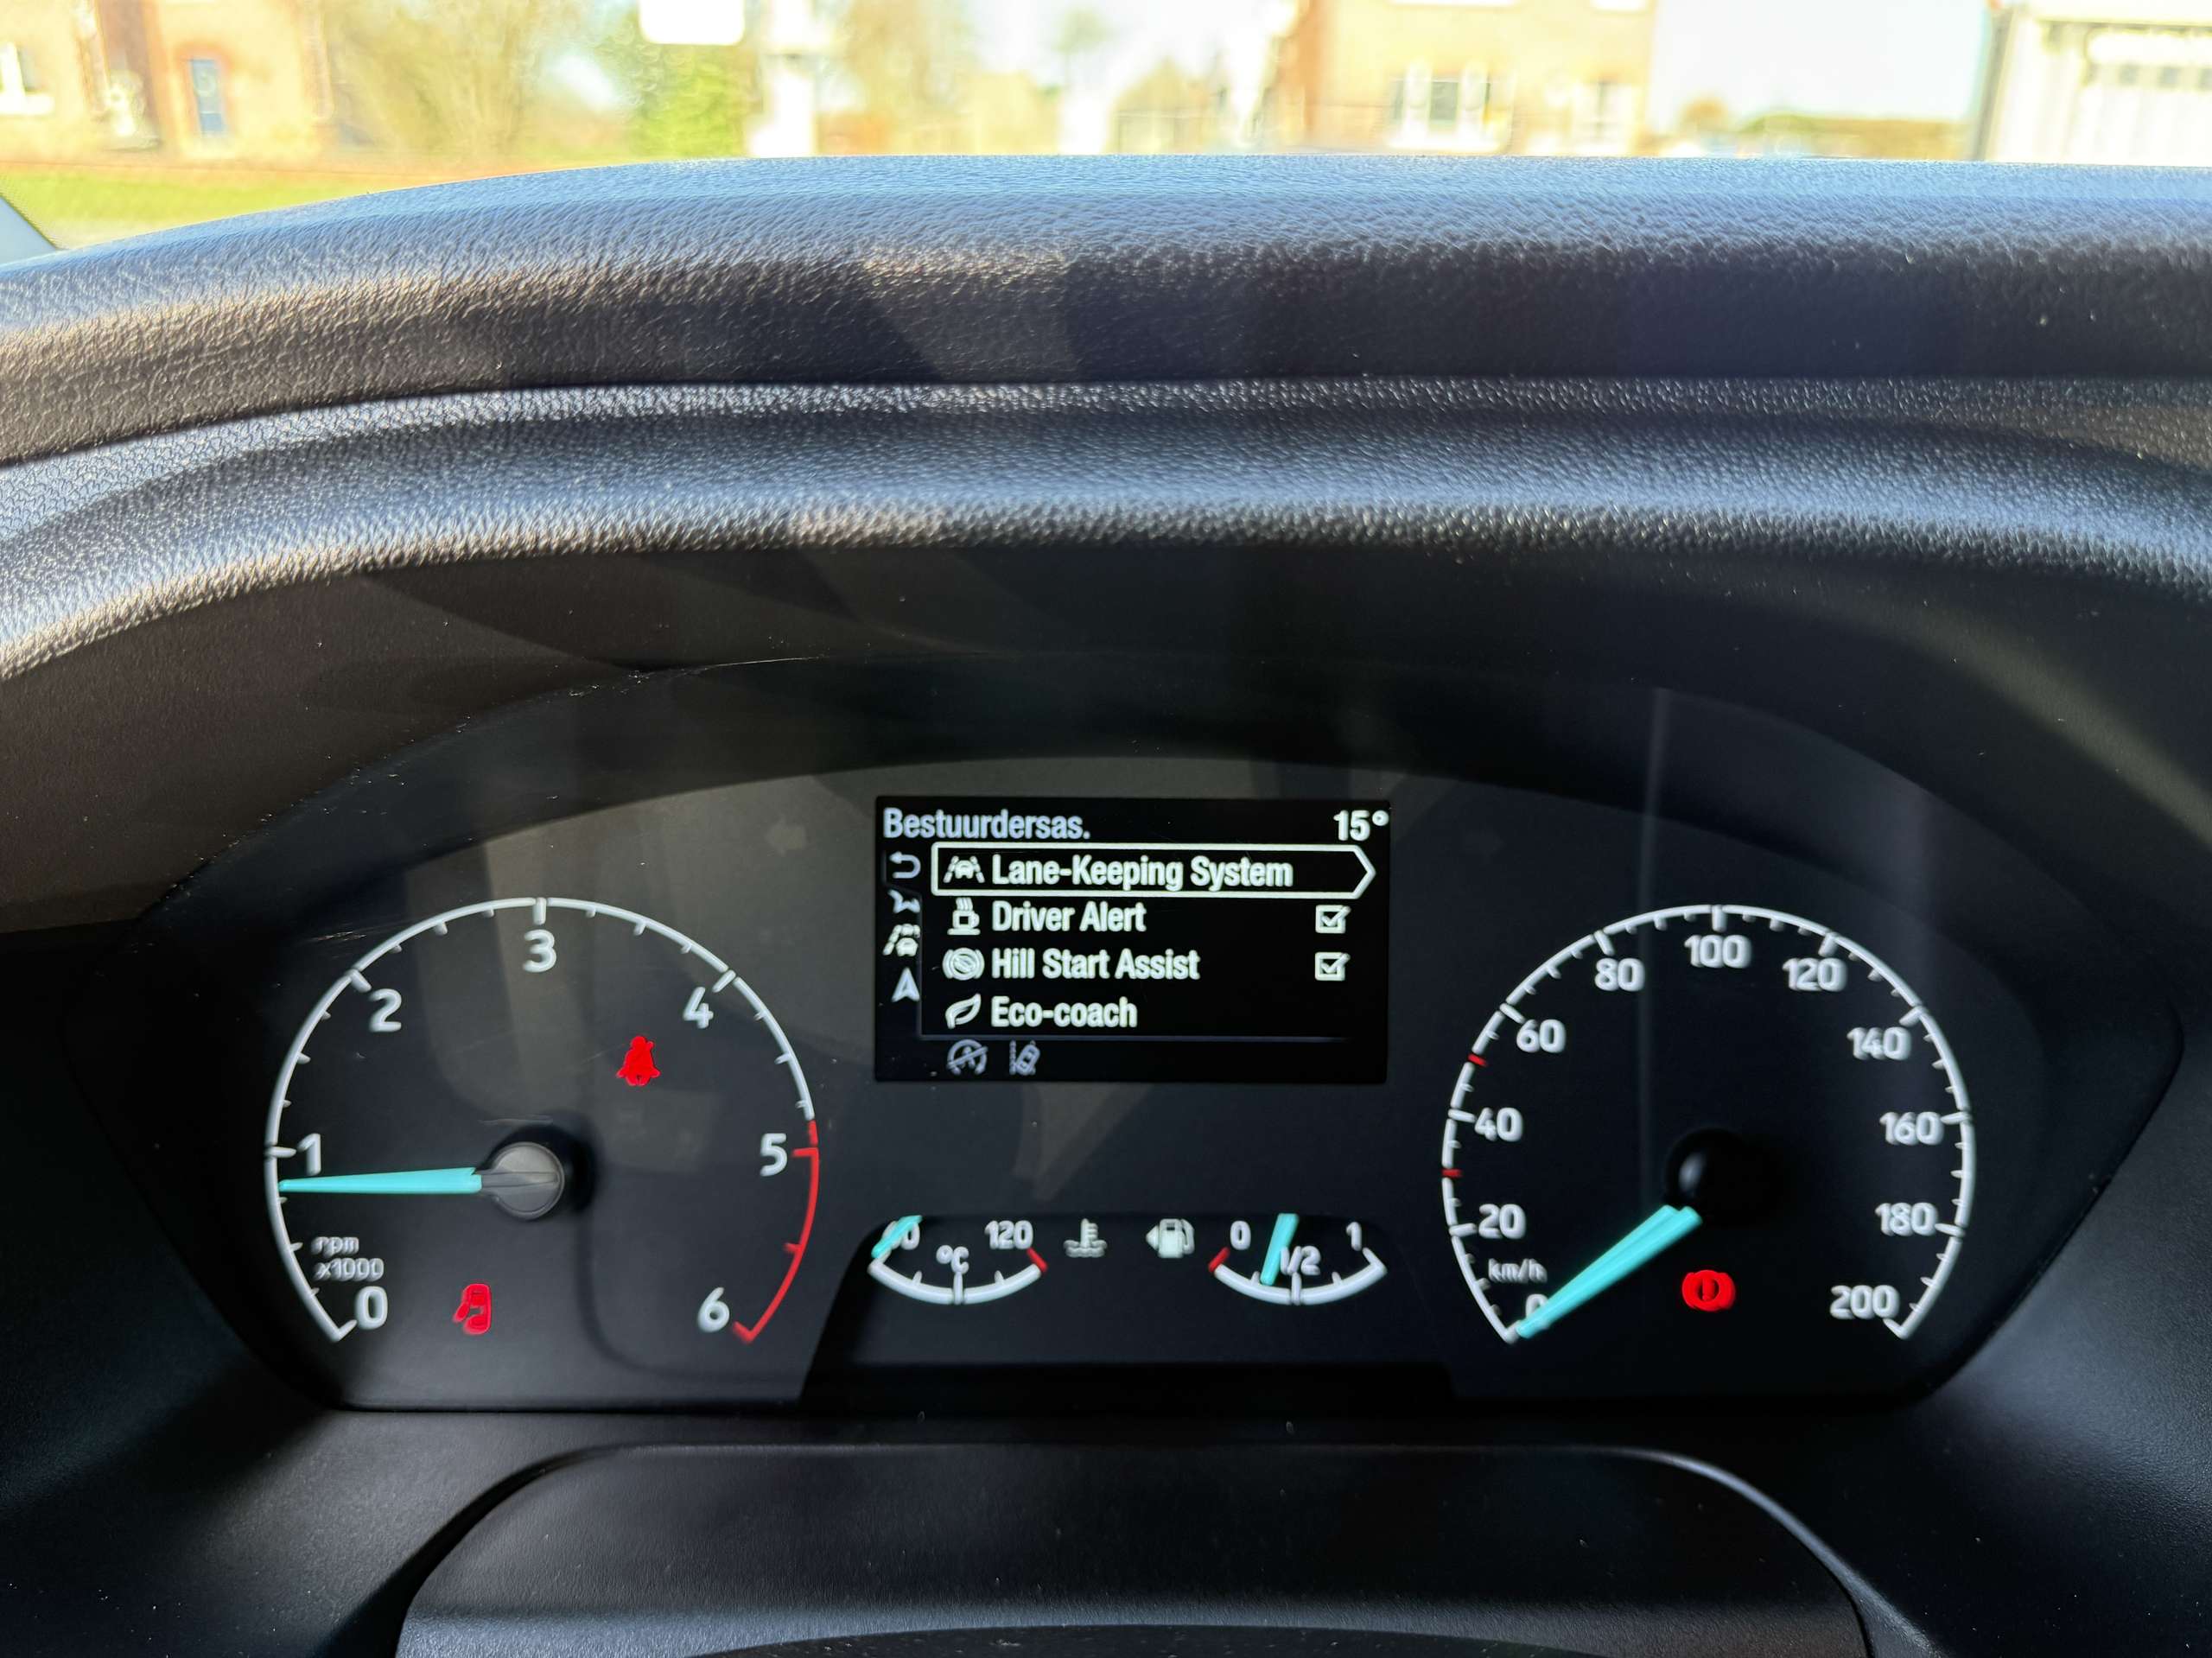 Bestuurdersas. 15°
Lane-Keeping System
Driver Alert
Hill Start Assist
Eco-coach
0
1
2
3
4
5
6
rpm
x1000
°C
120
0
1/2
1
0
20
40
60
80
100
120
140
160
180
200
km/h